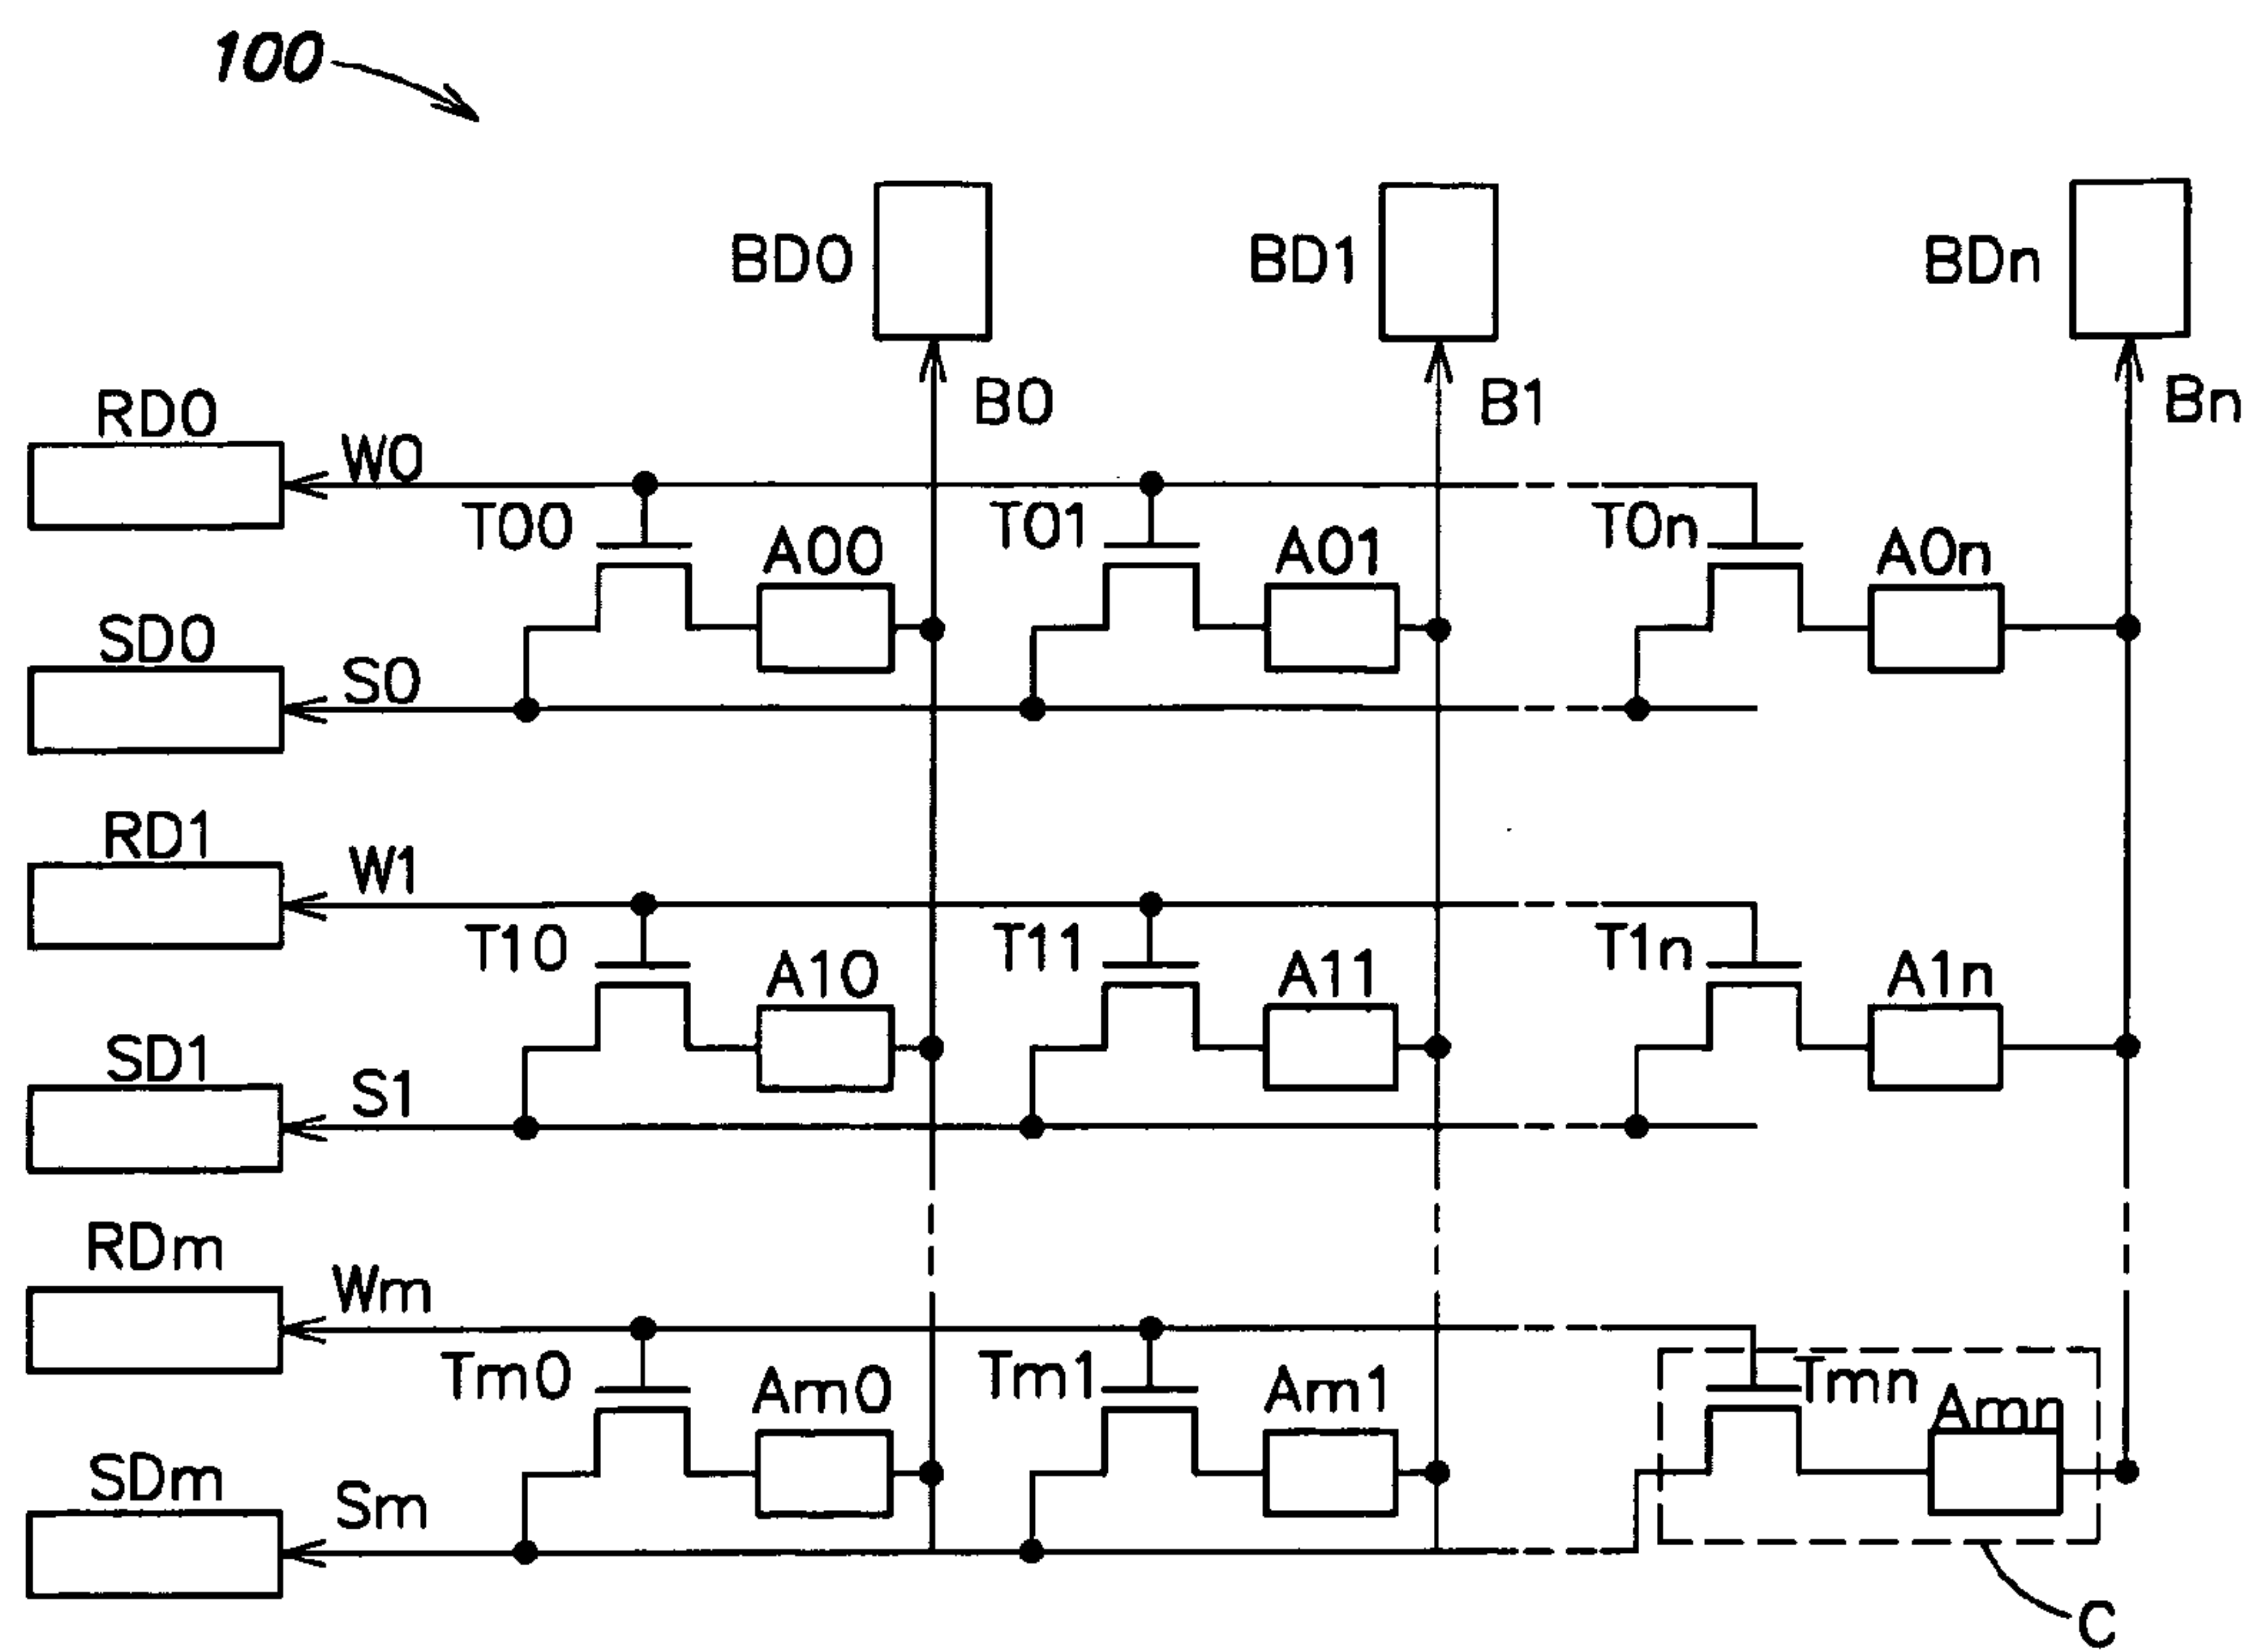 100
BD0 BD1 BDn
B0 B1 Bn
RD0
W0
T00 A00 T01 A01 T0n A0n
SD0
S0
RD1
W1
T10 A10 T11 A11 T1n A1n
SD1
S1
RDm
Wm
Tm0 Am0 Tm1 Am1 Tmn Amn
SDm
Sm
C